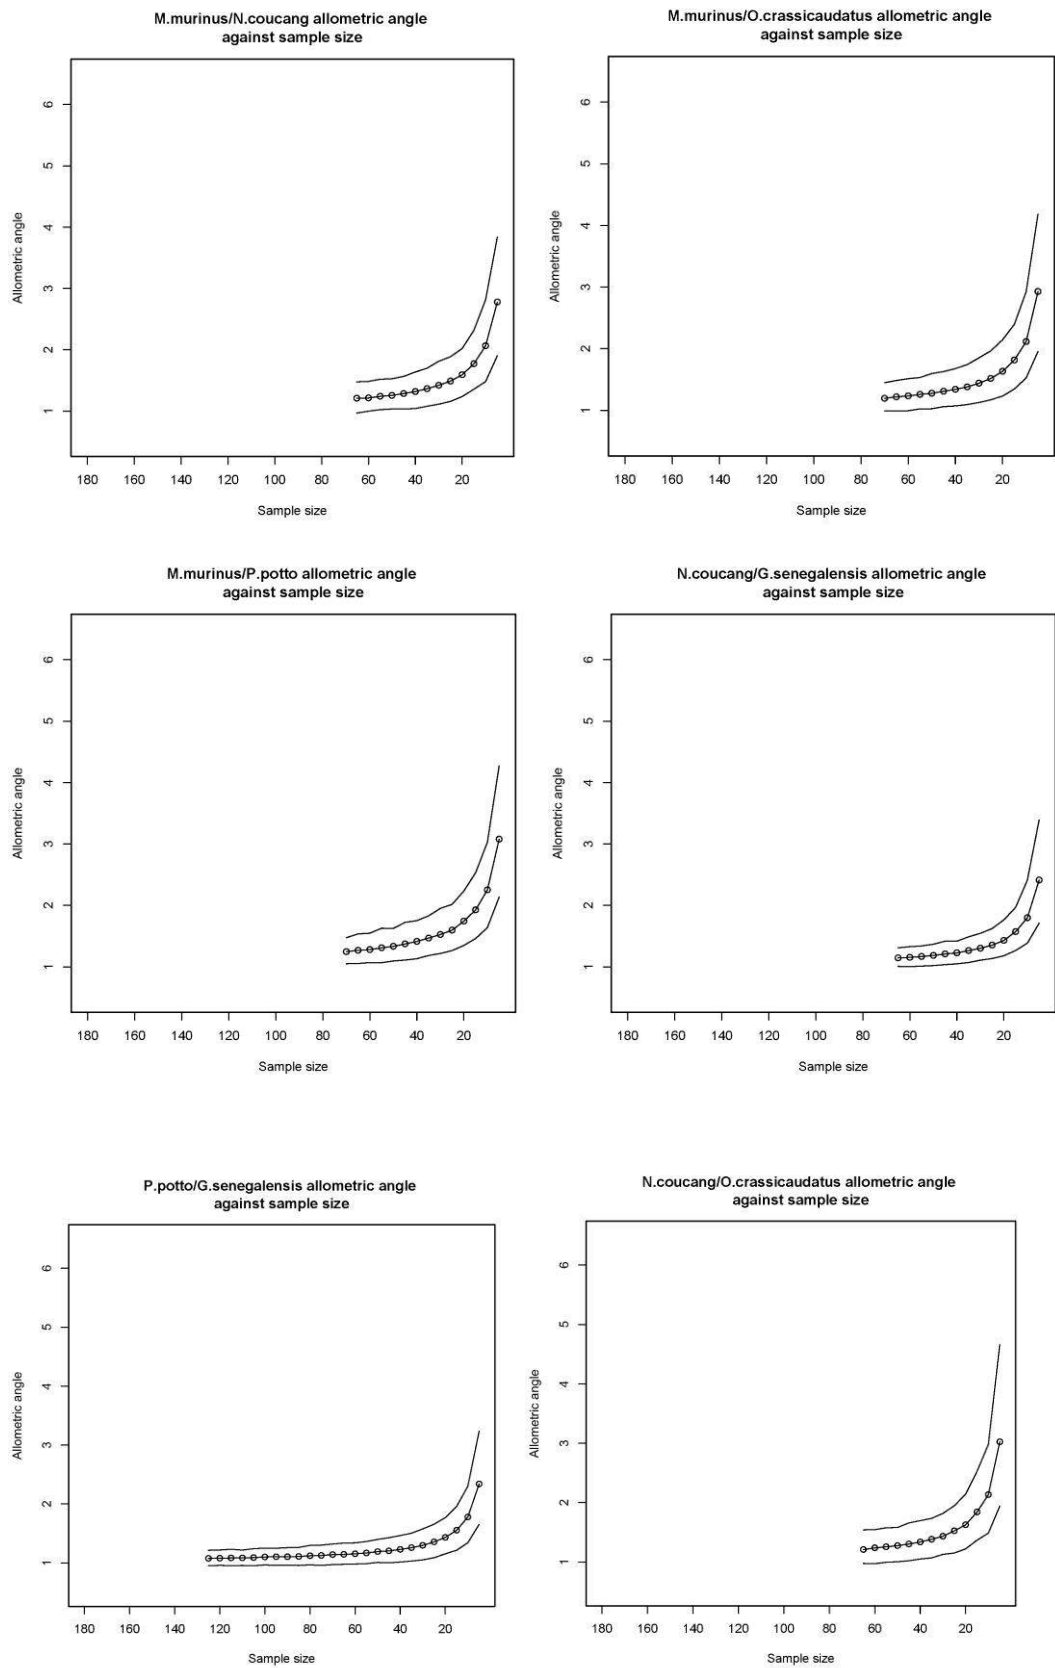 M.murinus/N.coucang allometric angle
against sample size
6
5
4
3
2
1
Allometric angle
180 160 140 120 100 80 60 40 20
Sample size
M.murinus/O.crassicaudatus allometric angle
against sample size
6
5
4
3
2
1
Allometric angle
180 160 140 120 100 80 60 40 20
Sample size
M.murinus/P.potto allometric angle
against sample size
6
5
4
3
2
1
Allometric angle
180 160 140 120 100 80 60 40 20
Sample size
N.coucang/G.senegalensis allometric angle
against sample size
6
5
4
3
2
1
Allometric angle
180 160 140 120 100 80 60 40 20
Sample size
P.potto/G.senegalensis allometric angle
against sample size
6
5
4
3
2
1
Allometric angle
180 160 140 120 100 80 60 40 20
Sample size
N.coucang/O.crassicaudatus allometric angle
against sample size
6
5
4
3
2
1
Allometric angle
180 160 140 120 100 80 60 40 20
Sample size